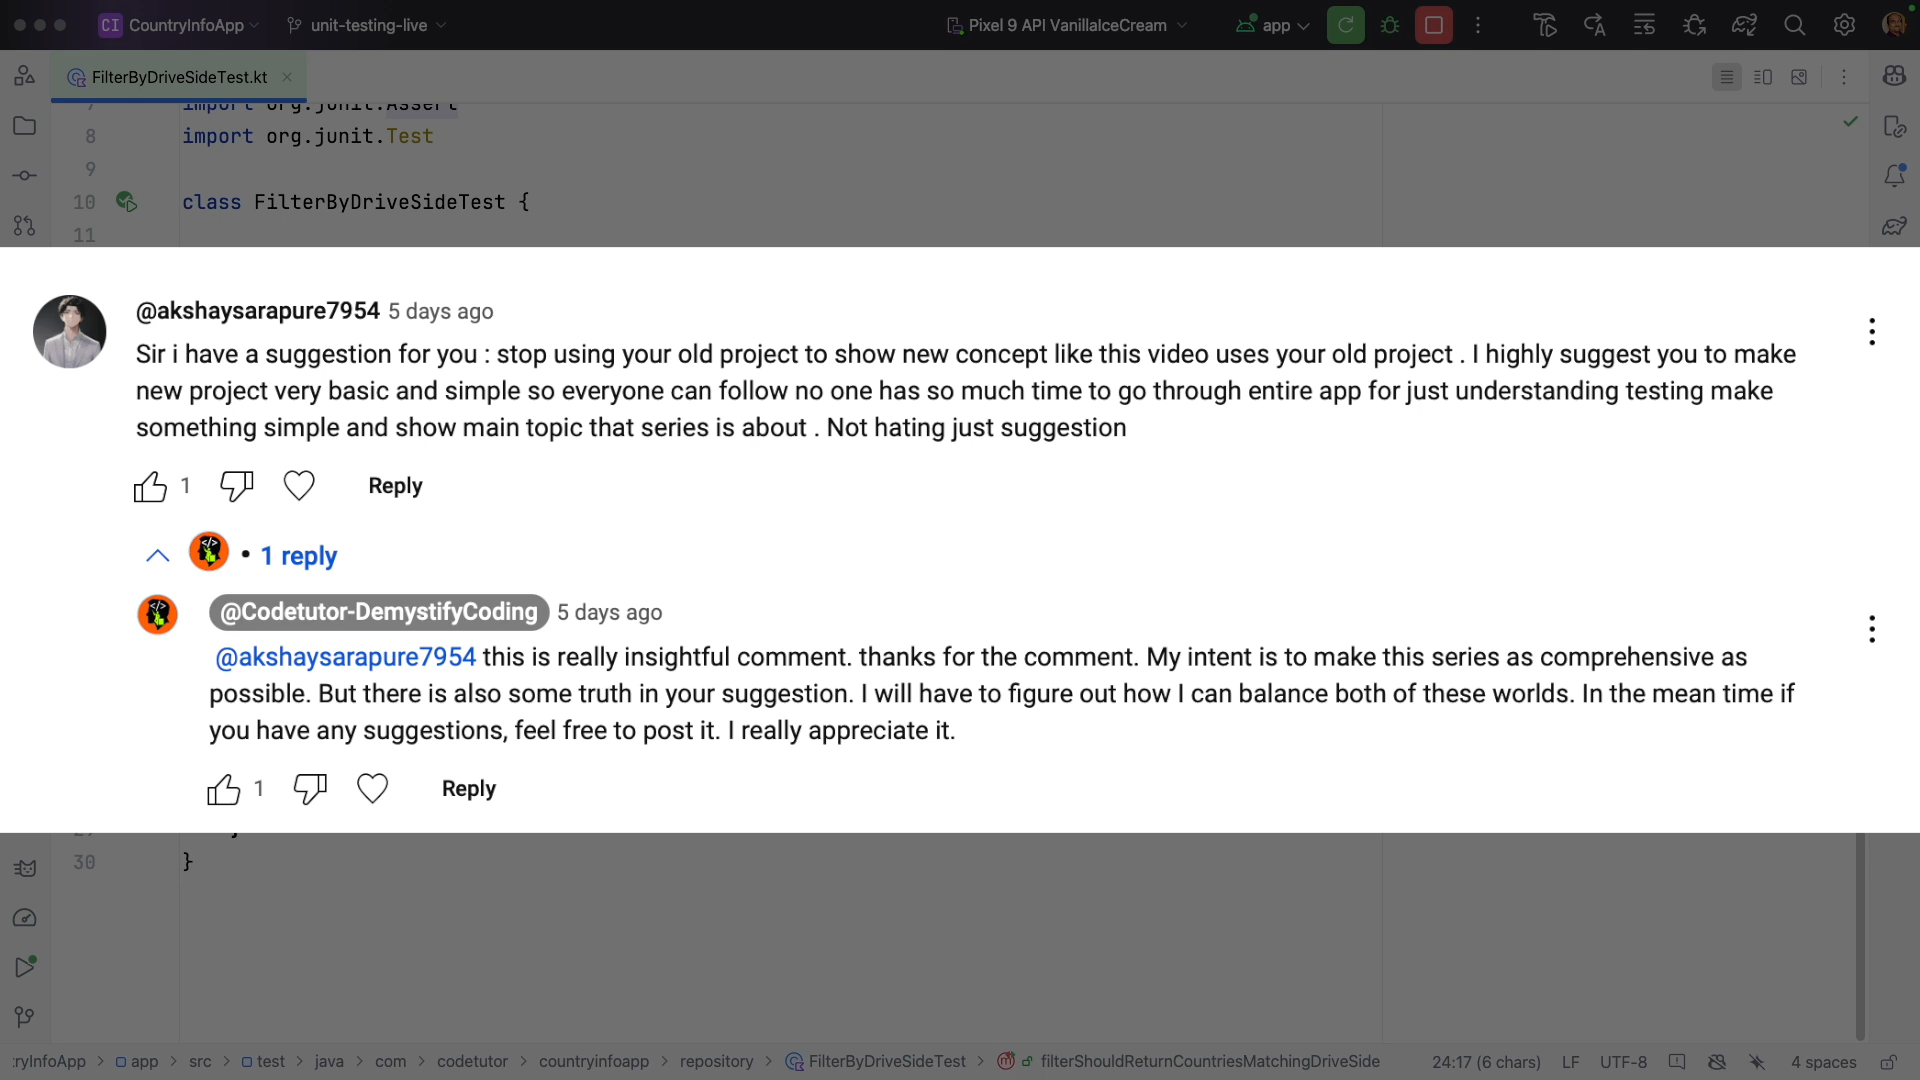 CI CountryInfoApp unit-testing-live Pixel 9 API VanillaIceCream app
FilterByDriveSideTest.kt
7 import org.junit.Assert
8 import org.junit.Test
9
10 class FilterByDriveSideTest {
11
@akshaysarapure7954 5 days ago
Sir i have a suggestion for you : stop using your old project to show new concept like this video uses your old project . I highly suggest you to make
new project very basic and simple so everyone can follow no one has so much time to go through entire app for just understanding testing make
something simple and show main topic that series is about . Not hating just suggestion
1 Reply
• 1 reply
@Codetutor-DemystifyCoding 5 days ago
@akshaysarapure7954 this is really insightful comment. thanks for the comment. My intent is to make this series as comprehensive as
possible. But there is also some truth in your suggestion. I will have to figure out how I can balance both of these worlds. In the mean time if
you have any suggestions, feel free to post it. I really appreciate it.
1 Reply
30 }
ryInfoApp > app > src > test > java > com > codetutor > countryinfoapp > repository > FilterByDriveSideTest > filterShouldReturnCountriesMatchingDriveSide 24:17 (6 chars) LF UTF-8 4 spaces